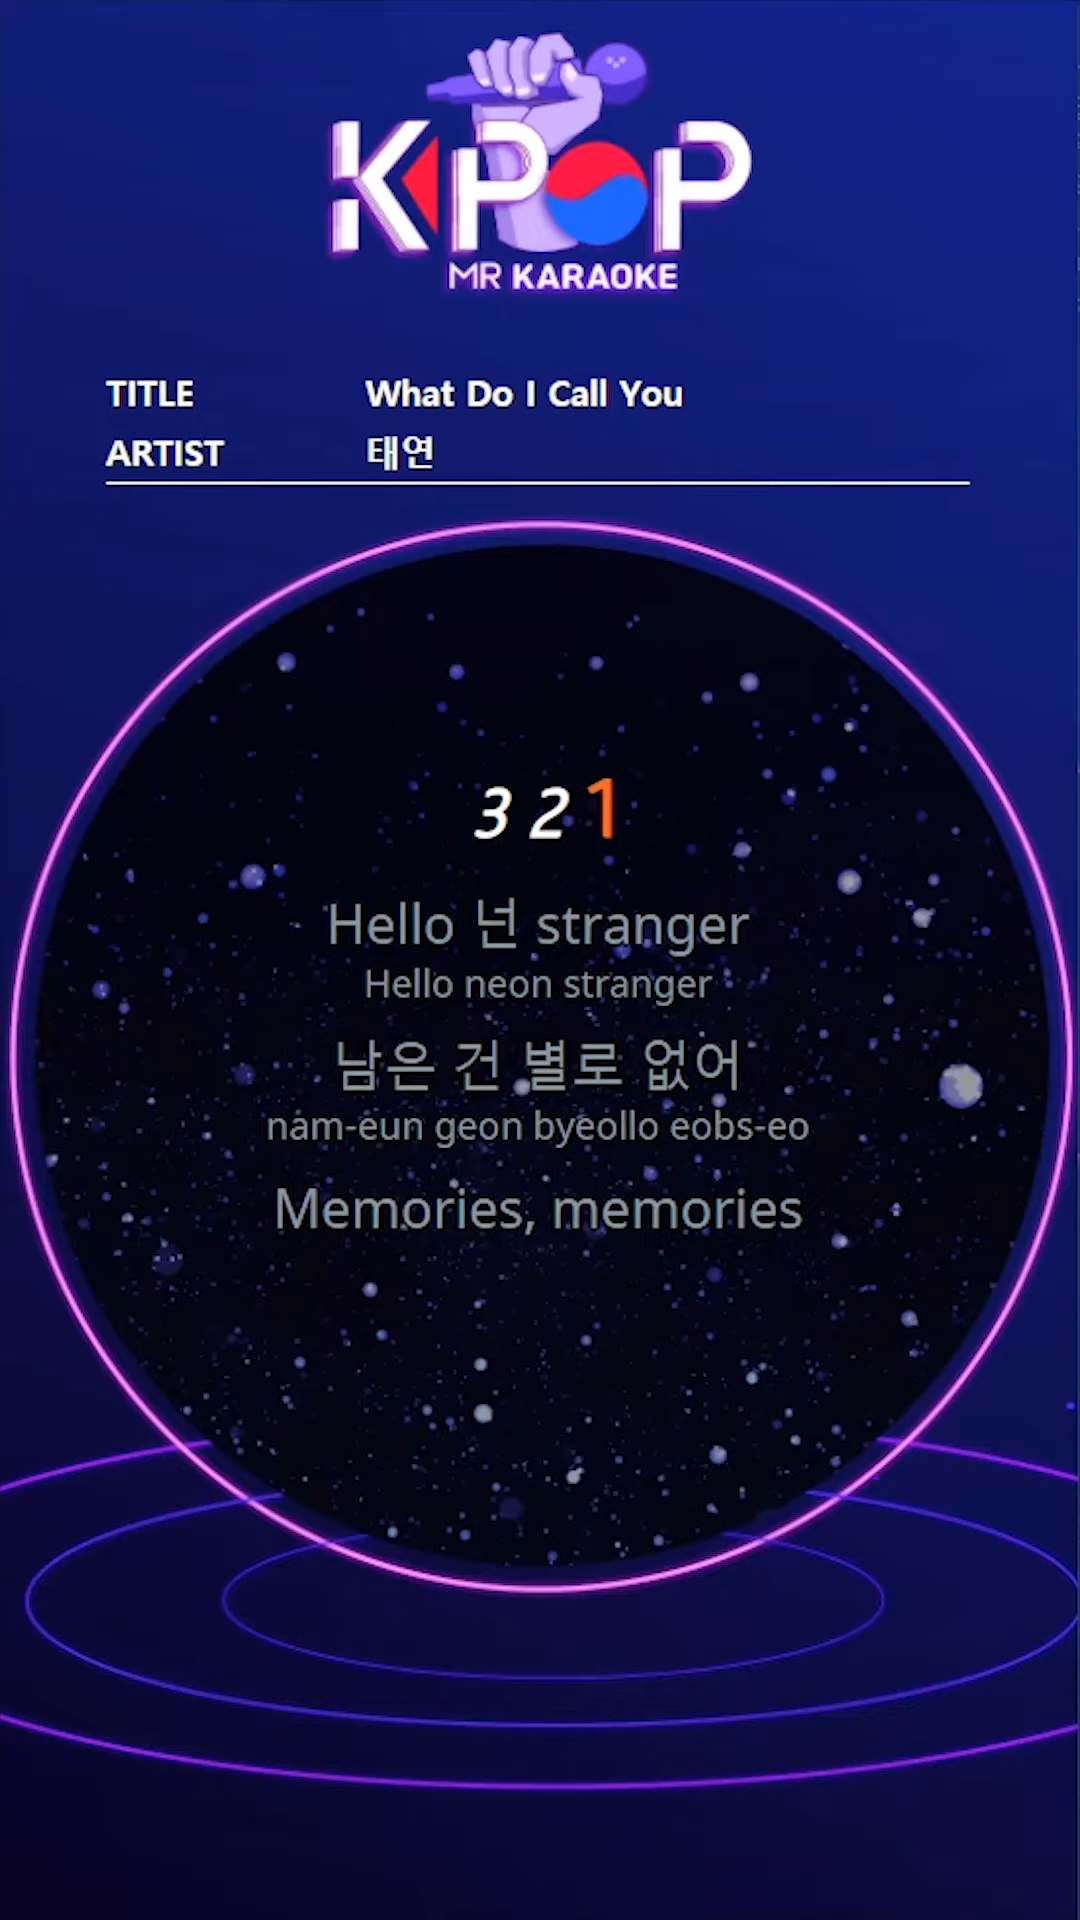 KPOP
MR KARAOKE
TITLE What Do I Call You
ARTIST 태연
3 2 1
Hello 넌 stranger
Hello neon stranger
남은 건 별로 없어
nam-eun geon byeollo eobs-eo
Memories, memories